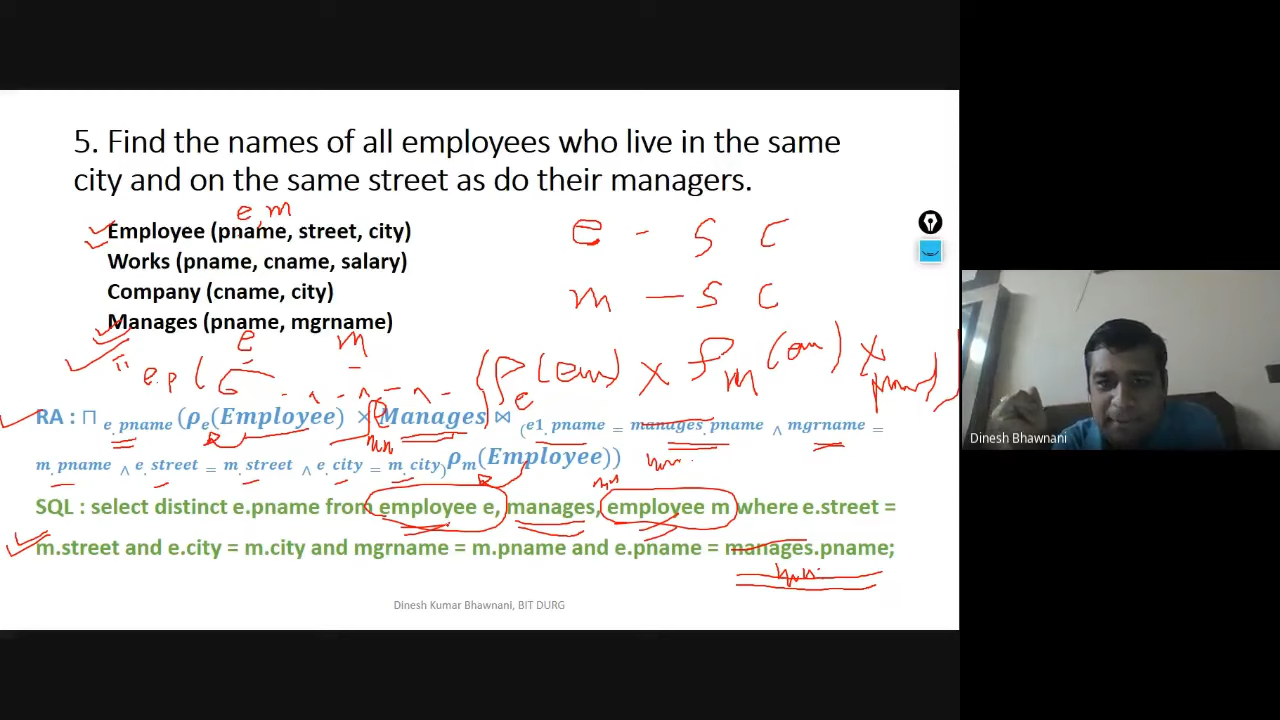 5. Find the names of all employees who live in the same
city and on the same street as do their managers.
e, m
Employee (pname, street, city)
Works (pname, cname, salary)
Company (cname, city)
Manages (pname, mgrname)
e - s c
m - s c
e m
e.p (σ
{ρe (em) × ρm (em) ×
RA : Π e.pname (ρe(Employee) × Manages ⋈ (e1.pname = manages.pname ∧ mgrname =
m.pname ∧ e.street = m.street ∧ e.city = m.city) ρm(Employee))
SQL : select distinct e.pname from employee e, manages, employee m where e.street =
m.street and e.city = m.city and mgrname = m.pname and e.pname = manages.pname;
Dinesh Kumar Bhawnani, BIT DURG
Dinesh Bhawnani